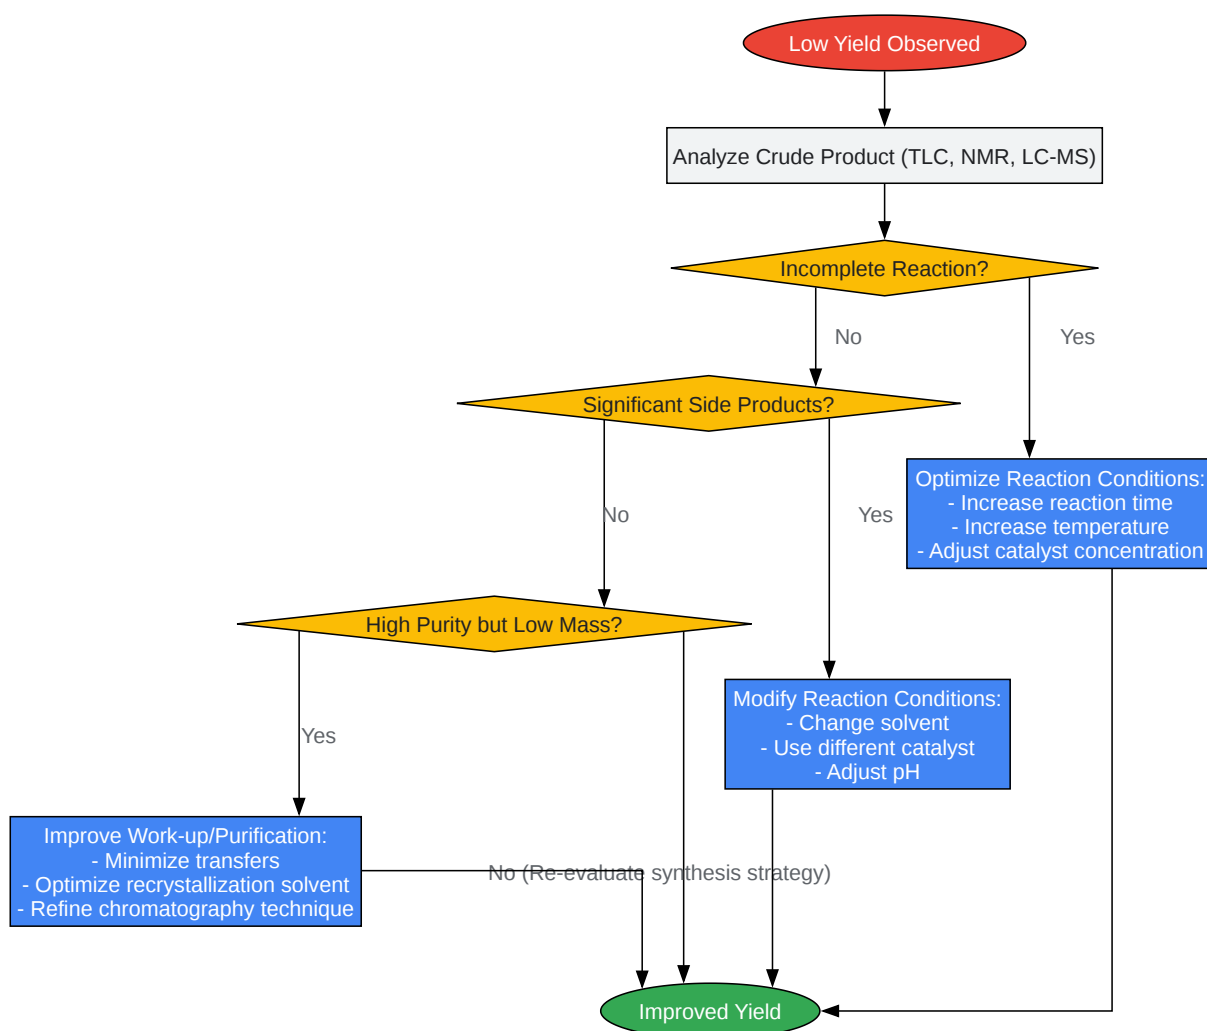 Low Yield Observed
Analyze Crude Product (TLC, NMR, LC-MS)
Incomplete Reaction?
No
Yes
Significant Side Products?
No
Yes
Optimize Reaction Conditions:
- Increase reaction time
- Increase temperature
- Adjust catalyst concentration
High Purity but Low Mass?
Yes
Modify Reaction Conditions:
- Change solvent
- Use different catalyst
- Adjust pH
Improve Work-up/Purification:
- Minimize transfers
- Optimize recrystallization solvent
- Refine chromatography technique
No (Re-evaluate synthesis strategy)
Improved Yield